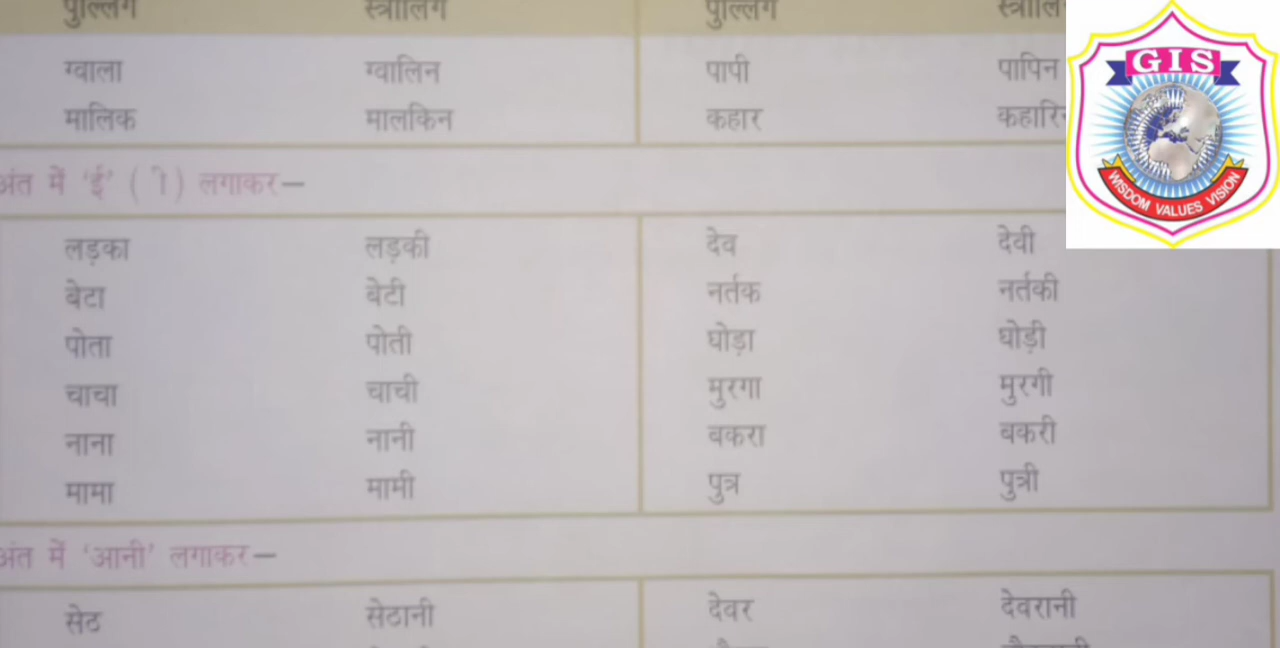 पुल्लिंग स्त्रीलिंग पुल्लिंग
ग्वाला ग्वालिन पापी पापिन
मालिक मालकिन कहार
अंत में 'ई' ( ी ) लगाकर—
लड़का लड़की देव देवी
बेटा बेटी नर्तक नर्तकी
पोता पोती घोड़ा घोड़ी
चाचा चाची मुरगा मुरगी
नाना नानी बकरा बकरी
मामा मामी पुत्र पुत्री
अंत में 'आनी' लगाकर—
सेठ सेठानी देवर देवरानी
GIS
WISDOM VALUES VISION